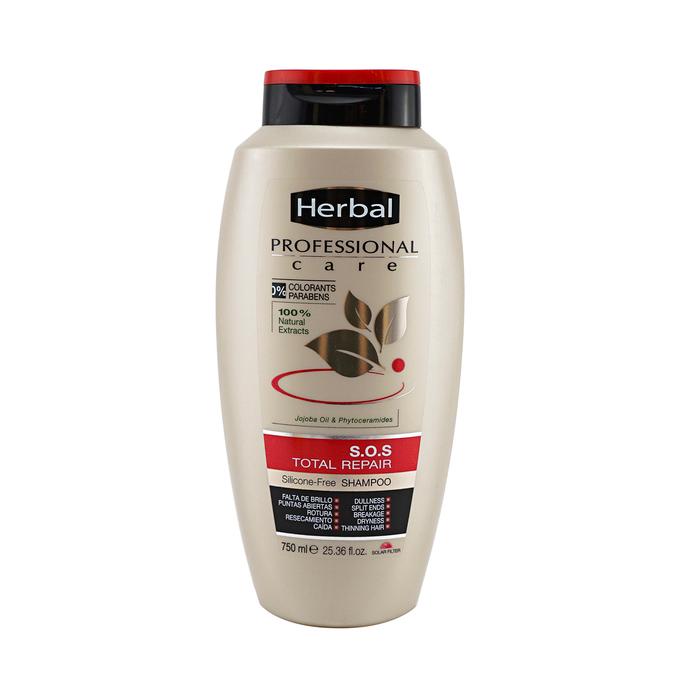 Herbal
PROFESSIONAL
care
0% COLORANTS
PARABENS
100%
Natural
Extracts
Jojoba Oil & Phytoceramides
S.O.S
TOTAL REPAIR
Silicone-Free SHAMPOO
FALTA DE BRILLO
PUNTAS ABIERTAS
ROTURA
RESECAMIENTO
CAÍDA
DULLNESS
SPLIT ENDS
BREAKAGE
DRYNESS
THINNING HAIR
750 ml ℮ 25.36 fl.oz.
SOLAR FILTER